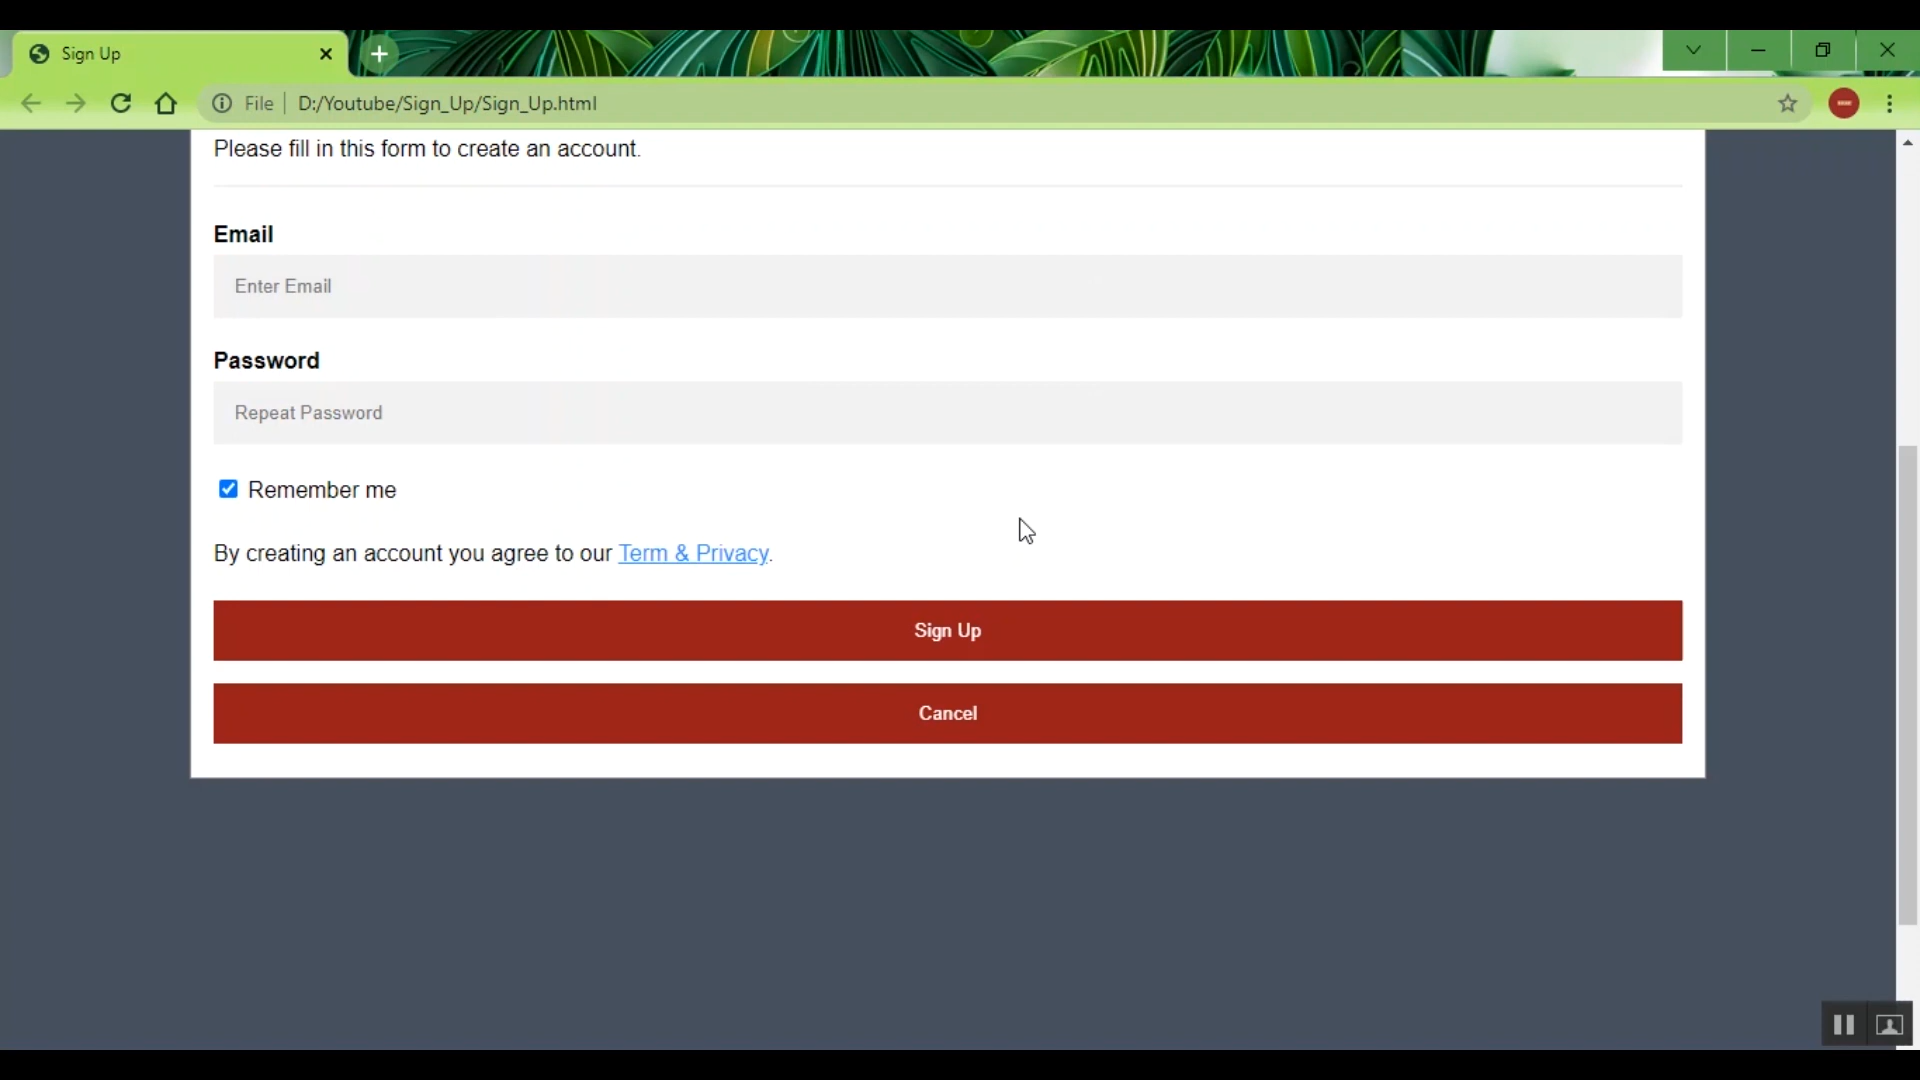 Sign Up
File D:/Youtube/Sign_Up/Sign_Up.html
Please fill in this form to create an account.
Email
Enter Email
Password
Repeat Password
Remember me
By creating an account you agree to our Term & Privacy.
Sign Up
Cancel